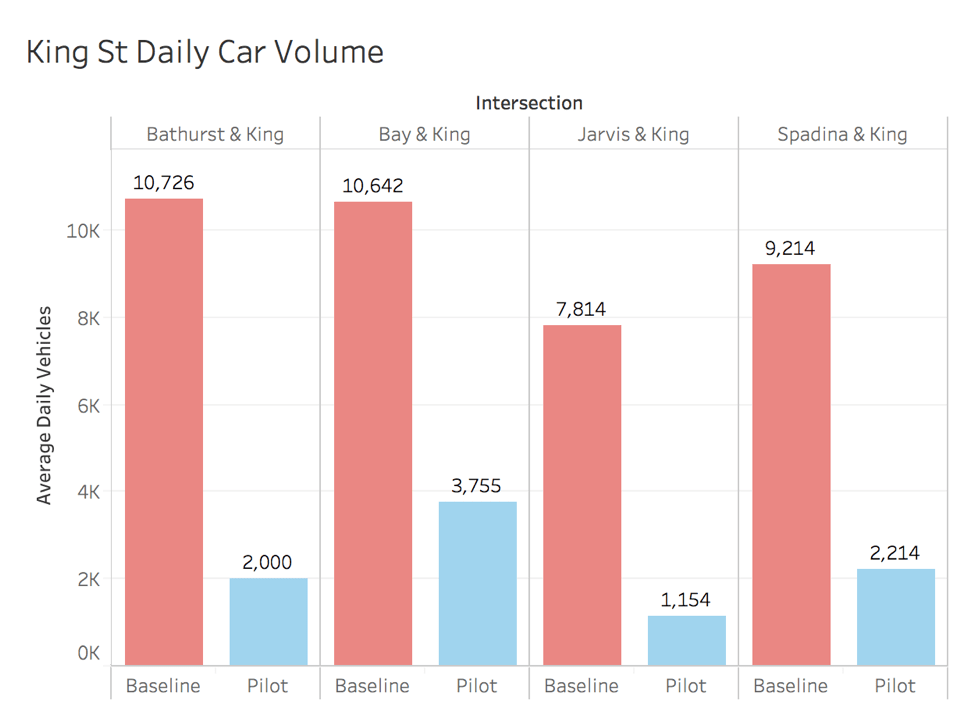 King St Daily Car Volume
Intersection
Bathurst & King Bay & King Jarvis & King Spadina & King
10,726 10,642 7,814 9,214
2,000 3,755 1,154 2,214
Average Daily Vehicles
10K
8K
6K
4K
2K
0K
Baseline Pilot Baseline Pilot Baseline Pilot Baseline Pilot